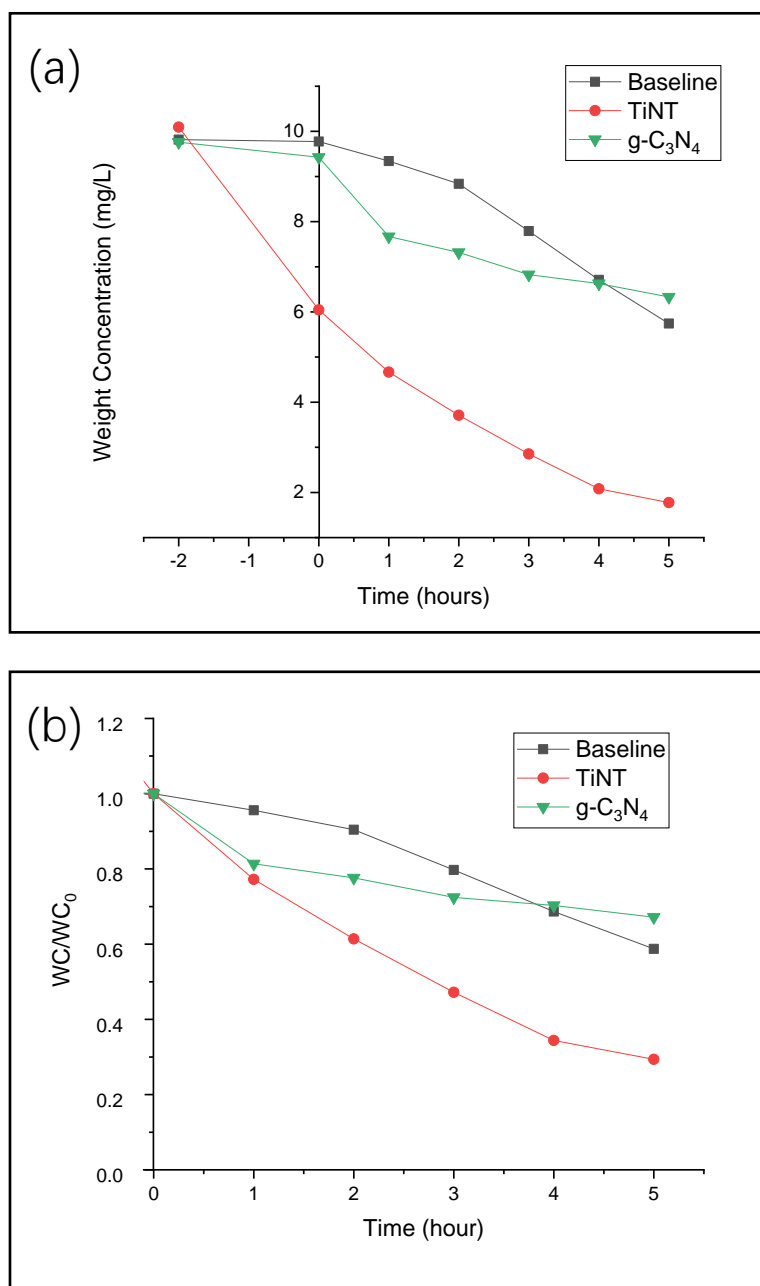 (a)
Baseline
TiNT
g-C₃N₄
Weight Concentration (mg/L)
10
8
6
4
2
-2 -1 0 1 2 3 4 5
Time (hours)
(b)
Baseline
TiNT
g-C₃N₄
WC/WC₀
1.2
1.0
0.8
0.6
0.4
0.2
0.0
0 1 2 3 4 5
Time (hour)